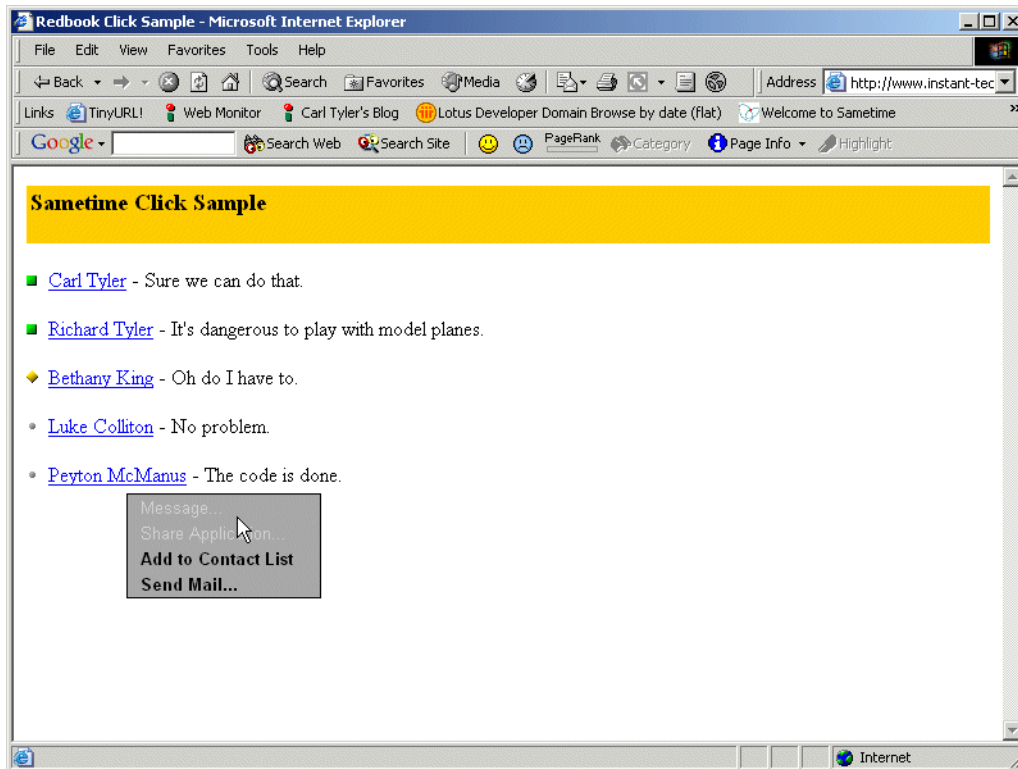 Redbook Click Sample - Microsoft Internet Explorer
File Edit View Favorites Tools Help
Back Search Favorites Media Address http://www.instant-tec
Links TinyURL! Web Monitor Carl Tyler's Blog Lotus Developer Domain Browse by date (flat) Welcome to Sametime »
Google Search Web Search Site PageRank Category Page Info Highlight
Sametime Click Sample
Carl Tyler - Sure we can do that.
Richard Tyler - It's dangerous to play with model planes.
Bethany King - Oh do I have to.
Luke Colliton - No problem.
Peyton McManus - The code is done.
Message...
Share Application...
Add to Contact List
Send Mail...
Internet